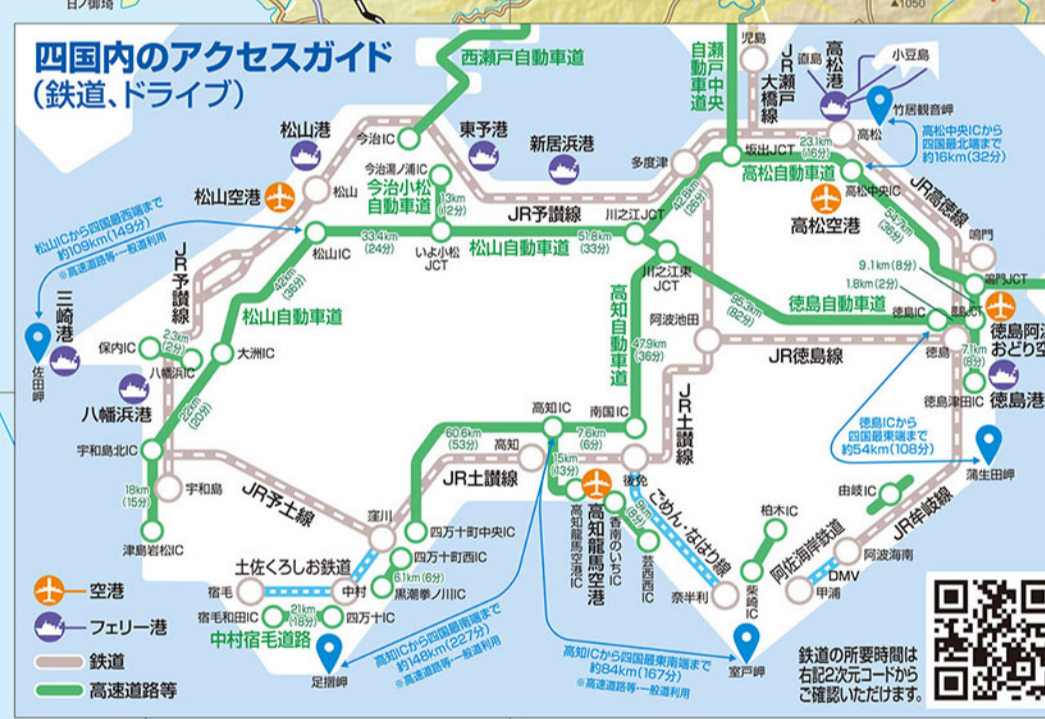 日ノ御埼
▲1050
四国内のアクセスガイド
(鉄道、ドライブ)
西瀬戸自動車道
瀬戸中央
自動車道
児島
JR瀬戸
大橋線
直島
高松港
小豆島
竹居観音岬
高松
高松中央ICから
四国最北端まで
約16km(32分)
松山港
今治IC
東予港
新居浜港
多度津
坂出JCT
23.1km
(16分)
高松自動車道
高松中央IC
今治湯ノ浦IC
今治小松
自動車道
13km
(12分)
松山空港
松山
JR予讃線
川之江JCT
42.8km
(26分)
高松空港
54.7km
(36分)
JR高徳線
鳴門
松山ICから四国最西端まで
約109km(149分)
※高速道路等・一般道利用
松山IC
33.4km
(24分)
いよ小松
JCT
松山自動車道
51.8km
(33分)
川之江東
JCT
9.1km(8分)
1.8km(2分)
鳴門JCT
JR予讃線
42km
(36分)
松山自動車道
高知自動車道
95.3km
(82分)
徳島自動車道
徳島IC
徳島JCT
徳島阿波
おどり空
三崎港
佐田岬
保内IC
2.3km
(2分)
八幡浜IC
大洲IC
47.9km
(36分)
阿波池田
JR徳島線
徳島
7.1km
(8分)
徳島津田IC
徳島港
八幡浜港
22km
(20分)
JR土讃線
宇和島北IC
60.6km
(53分)
高知IC
7.6km
(6分)
南国IC
高知
徳島ICから
四国最東端まで
約54km(108分)
蒲生田岬
18km
(15分)
宇和島
JR予土線
JR土讃線
15km
(13分)
後免
窪川
高知龍馬空港IC
高知龍馬空港
香南のいちIC
9km
(8分)
ごめん・なはり線
芸西西IC
由岐IC
柏木IC
JR牟岐線
津島岩松IC
四万十町中央IC
四万十町西IC
6.1km(6分)
黒潮拳ノ川IC
阿佐海岸鉄道
阿波海南
DMV
甲浦
土佐くろしお鉄道
宿毛
中村
宿毛和田IC
21km
(18分)
四万十IC
中村宿毛道路
奈半利
柴崎IC
足摺岬
高知ICから四国最南端まで
約148km(227分)
※高速道路等・一般道利用
高知ICから四国最東南端まで
約84km(167分)
※高速道路等・一般道利用
室戸岬
空港
フェリー港
鉄道
高速道路等
鉄道の所要時間は
右記2次元コードから
ご確認いただけます。